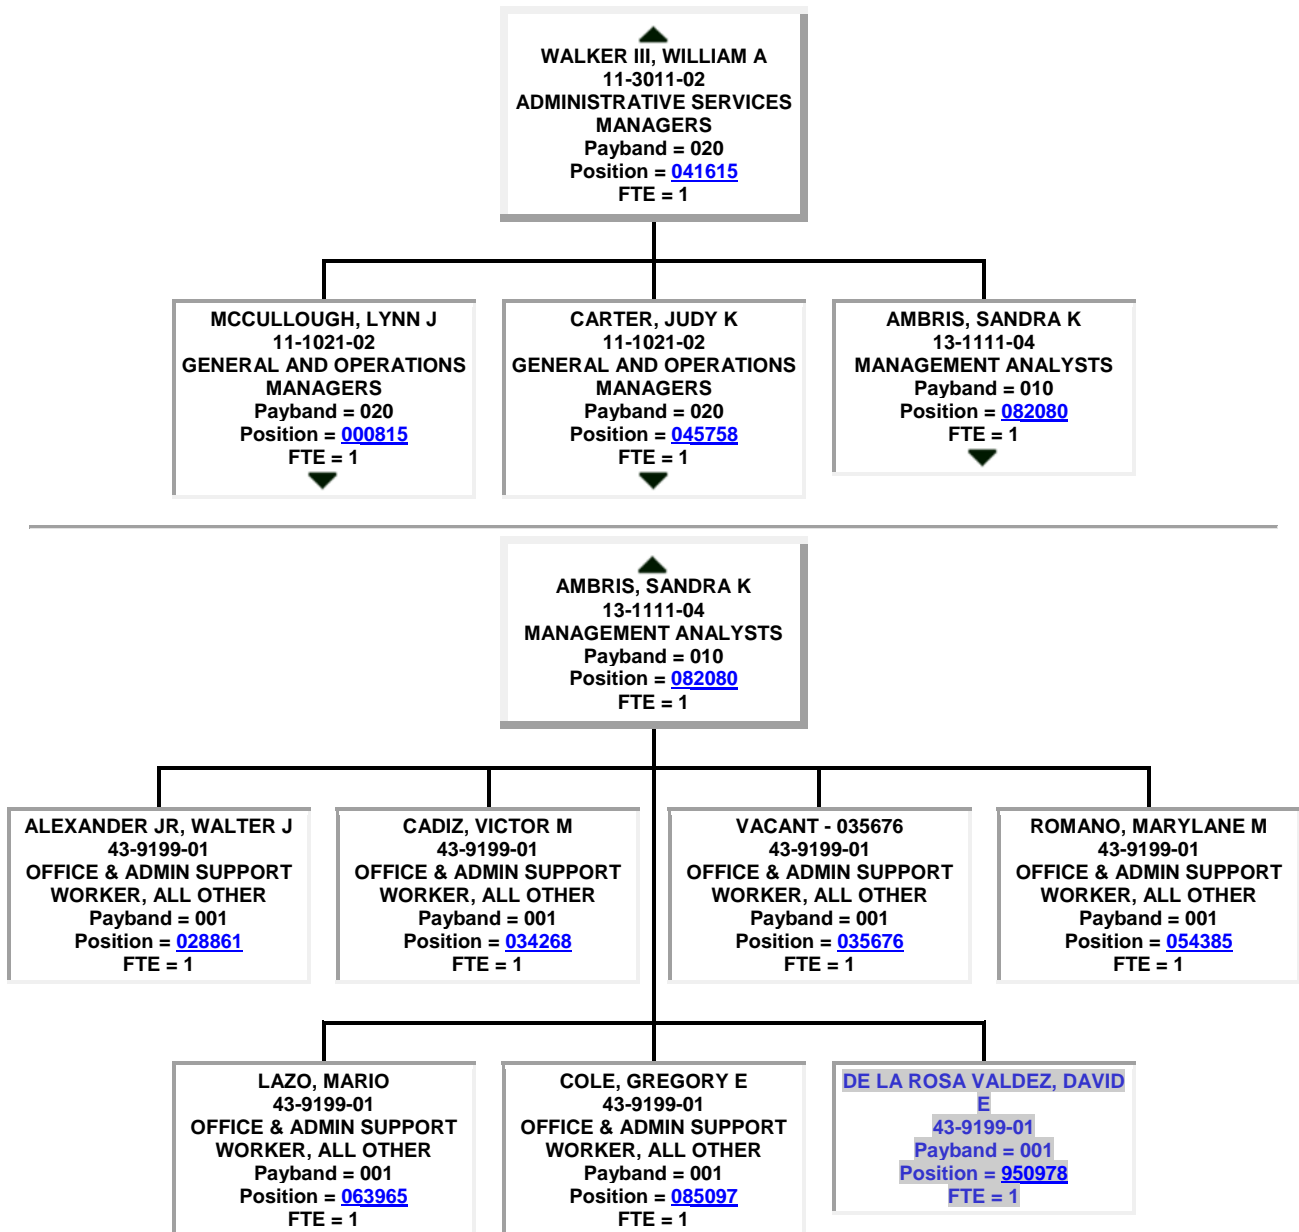 WALKER III, WILLIAM A
11-3011-02
ADMINISTRATIVE SERVICES
MANAGERS
Payband = 020
Position = 041615
FTE = 1
MCCULLOUGH, LYNN J
11-1021-02
GENERAL AND OPERATIONS
MANAGERS
Payband = 020
Position = 000815
FTE = 1
CARTER, JUDY K
11-1021-02
GENERAL AND OPERATIONS
MANAGERS
Payband = 020
Position = 045758
FTE = 1
AMBRIS, SANDRA K
13-1111-04
MANAGEMENT ANALYSTS
Payband = 010
Position = 082080
FTE = 1
AMBRIS, SANDRA K
13-1111-04
MANAGEMENT ANALYSTS
Payband = 010
Position = 082080
FTE = 1
ALEXANDER JR, WALTER J
43-9199-01
OFFICE & ADMIN SUPPORT
WORKER, ALL OTHER
Payband = 001
Position = 028861
FTE = 1
CADIZ, VICTOR M
43-9199-01
OFFICE & ADMIN SUPPORT
WORKER, ALL OTHER
Payband = 001
Position = 034268
FTE = 1
VACANT - 035676
43-9199-01
OFFICE & ADMIN SUPPORT
WORKER, ALL OTHER
Payband = 001
Position = 035676
FTE = 1
ROMANO, MARYLANE M
43-9199-01
OFFICE & ADMIN SUPPORT
WORKER, ALL OTHER
Payband = 001
Position = 054385
FTE = 1
LAZO, MARIO
43-9199-01
OFFICE & ADMIN SUPPORT
WORKER, ALL OTHER
Payband = 001
Position = 063965
FTE = 1
COLE, GREGORY E
43-9199-01
OFFICE & ADMIN SUPPORT
WORKER, ALL OTHER
Payband = 001
Position = 085097
FTE = 1
DE LA ROSA VALDEZ, DAVID
E
43-9199-01
Payband = 001
Position = 950978
FTE = 1